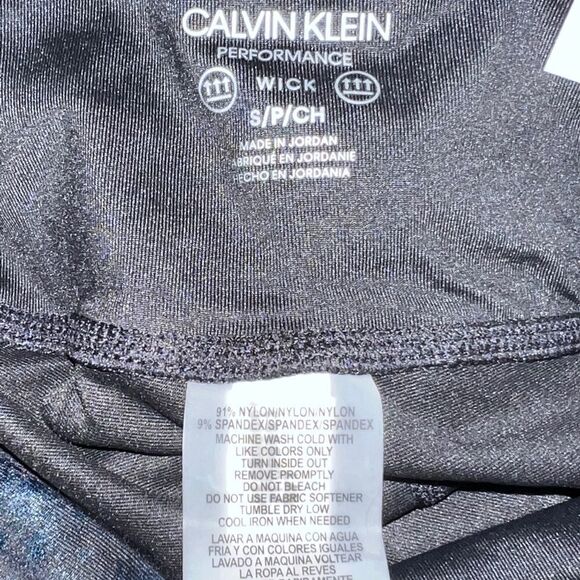 CALVIN KLEIN
PERFORMANCE
WICK
S/P/CH
MADE IN JORDAN
EN JORDANIE
EN JORDANIA
91% NYLON/NYLON/NYLON
9% SPANDEX/SPANDEX/SPANDEX
MACHINE WASH COLD WITH
LIKE COLORS ONLY
TURN INSIDE OUT
REMOVE PROMPTLY
DO NOT BLEACH
DO NOT USE FABRIC SOFTENER
TUMBLE DRY LOW
COOL IRON WHEN NEEDED
LAVAR A MAQUINA CON AGUA
FRIA Y CON COLORES IGUALES
LAVADO A MAQUINA VOLTEAR
LA ROPA AL REVES